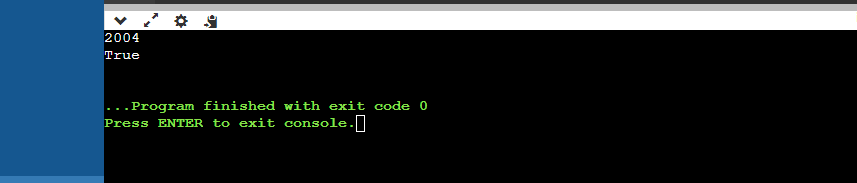 2004
True
...Program finished with exit code 0
Press ENTER to exit console.